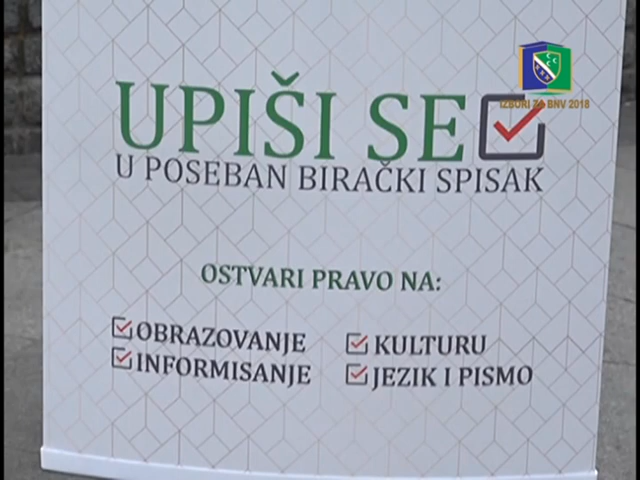 IZBORI ZA BNV 2018
UPIŠI SE
U POSEBAN BIRAČKI SPISAK
OSTVARI PRAVO NA:
OBRAZOVANJE
INFORMISANJE
KULTURU
JEZIK I PISMO